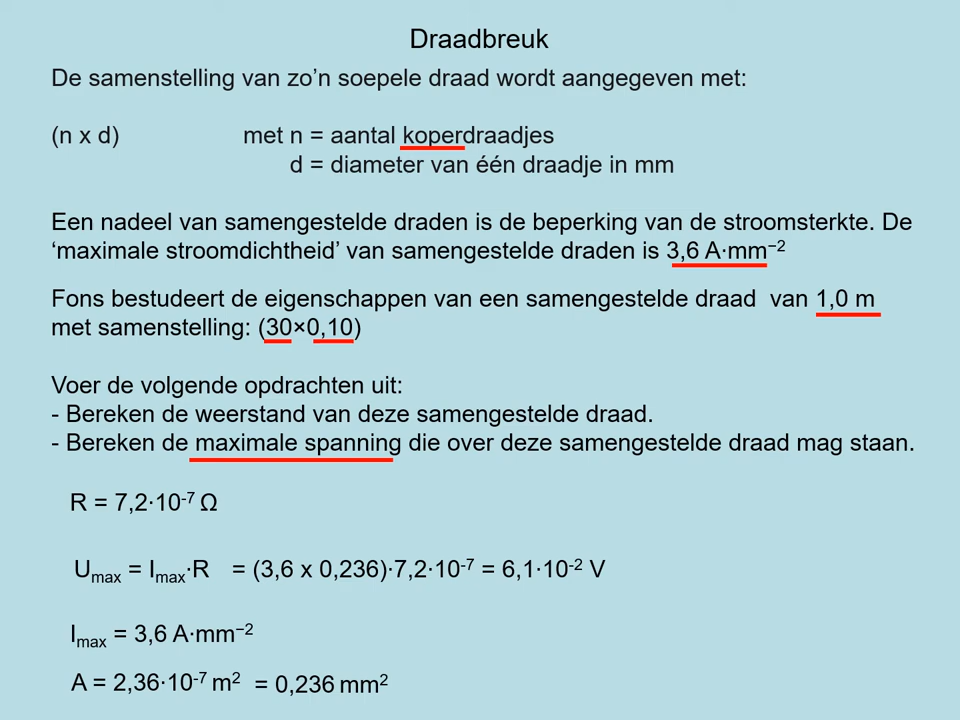 Draadbreuk
De samenstelling van zo’n soepele draad wordt aangegeven met:
(n x d) met n = aantal koperdraadjes
d = diameter van één draadje in mm
Een nadeel van samengestelde draden is de beperking van de stroomsterkte. De
‘maximale stroomdichtheid’ van samengestelde draden is 3,6 A·mm⁻²
Fons bestudeert de eigenschappen van een samengestelde draad van 1,0 m
met samenstelling: (30×0,10)
Voer de volgende opdrachten uit:
- Bereken de weerstand van deze samengestelde draad.
- Bereken de maximale spanning die over deze samengestelde draad mag staan.
R = 7,2·10⁻⁷ Ω
Uₘₐₓ = Iₘₐₓ·R = (3,6 x 0,236)·7,2·10⁻⁷ = 6,1·10⁻² V
Iₘₐₓ = 3,6 A·mm⁻²
A = 2,36·10⁻⁷ m² = 0,236 mm²